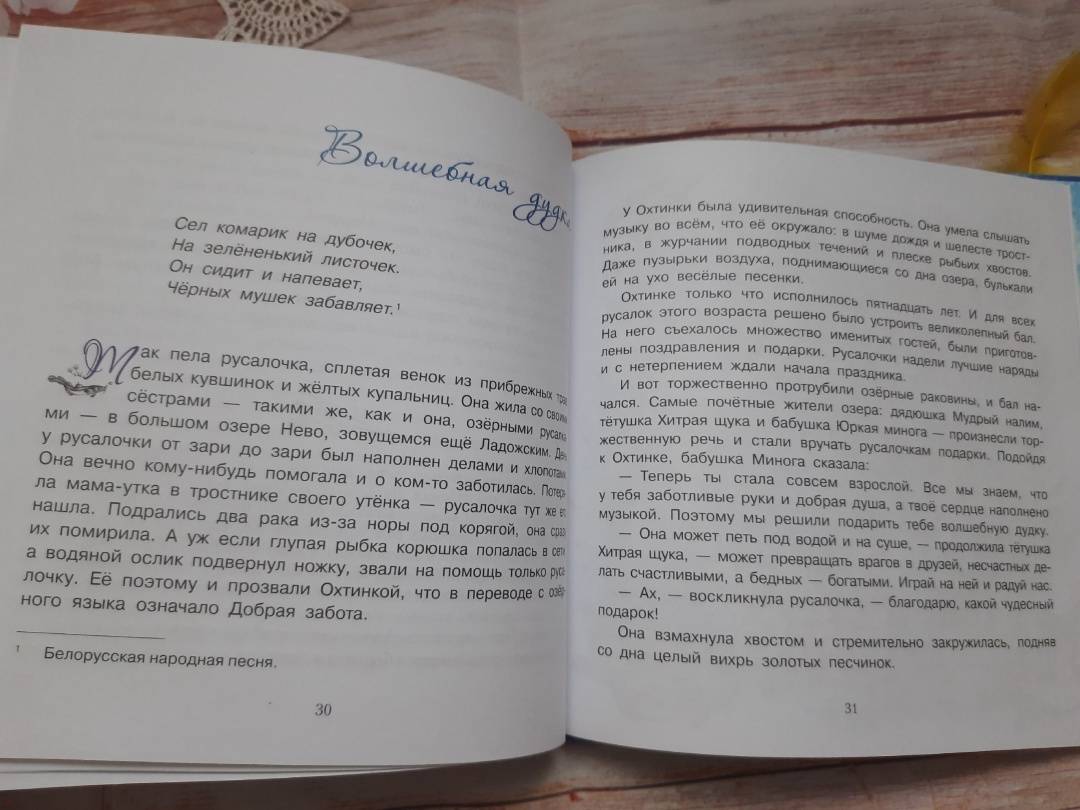 Волшебная дудка
Сел комарик на дубочек,
На зелёненький листочек.
Он сидит и напевает,
Чёрных мушек забавляет.¹
Так пела русалочка, сплетая венок из прибрежных трав
белых кувшинок и жёлтых купальниц. Она жила со своими
сёстрами — такими же, как и она, озёрными русалка
ми — в большом озере Нево, зовущемся ещё Ладожским. День
у русалочки от зари до зари был наполнен делами и хлопотами.
Она вечно кому-нибудь помогала и о ком-то заботилась. Потеря
ла мама-утка в тростнике своего утёнка — русалочка тут же его
нашла. Подрались два рака из-за норы под корягой, она сразу
их помирила. А уж если глупая рыбка корюшка попалась в сети
а водяной ослик подвернул ножку, звали на помощь только руса
лочку. Её поэтому и прозвали Охтинкой, что в переводе с озёр-
ного языка означало Добрая забота.
¹ Белорусская народная песня.
30
У Охтинки была удивительная способность. Она умела слышать
музыку во всём, что её окружало: в шуме дождя и шелесте трост-
ника, в журчании подводных течений и плеске рыбьих хвостов.
Даже пузырьки воздуха, поднимающиеся со дна озера, булькали
ей на ухо весёлые песенки.
Охтинке только что исполнилось пятнадцать лет. И для всех
русалок этого возраста решено было устроить великолепный бал.
На него съехалось множество именитых гостей, были приготов-
лены поздравления и подарки. Русалочки надели лучшие наряды
и с нетерпением ждали начала праздника.
И вот торжественно протрубили озёрные раковины, и бал на-
чался. Самые почётные жители озера: дядюшка Мудрый налим,
тётушка Хитрая щука и бабушка Юркая минога — произнесли тор-
жественную речь и стали вручать русалочкам подарки. Подойдя
к Охтинке, бабушка Минога сказала:
— Теперь ты стала совсем взрослой. Все мы знаем, что
у тебя заботливые руки и добрая душа, а твоё сердце наполнено
музыкой. Поэтому мы решили подарить тебе волшебную дудку.
— Она может петь под водой и на суше, — продолжила тётушка
Хитрая щука, — может превращать врагов в друзей, несчастных де-
лать счастливыми, а бедных — богатыми. Играй на ней и радуй нас.
— Ах, — воскликнула русалочка, — благодарю, какой чудесный
подарок!
Она взмахнула хвостом и стремительно закружилась, подняв
со дна целый вихрь золотых песчинок.
31